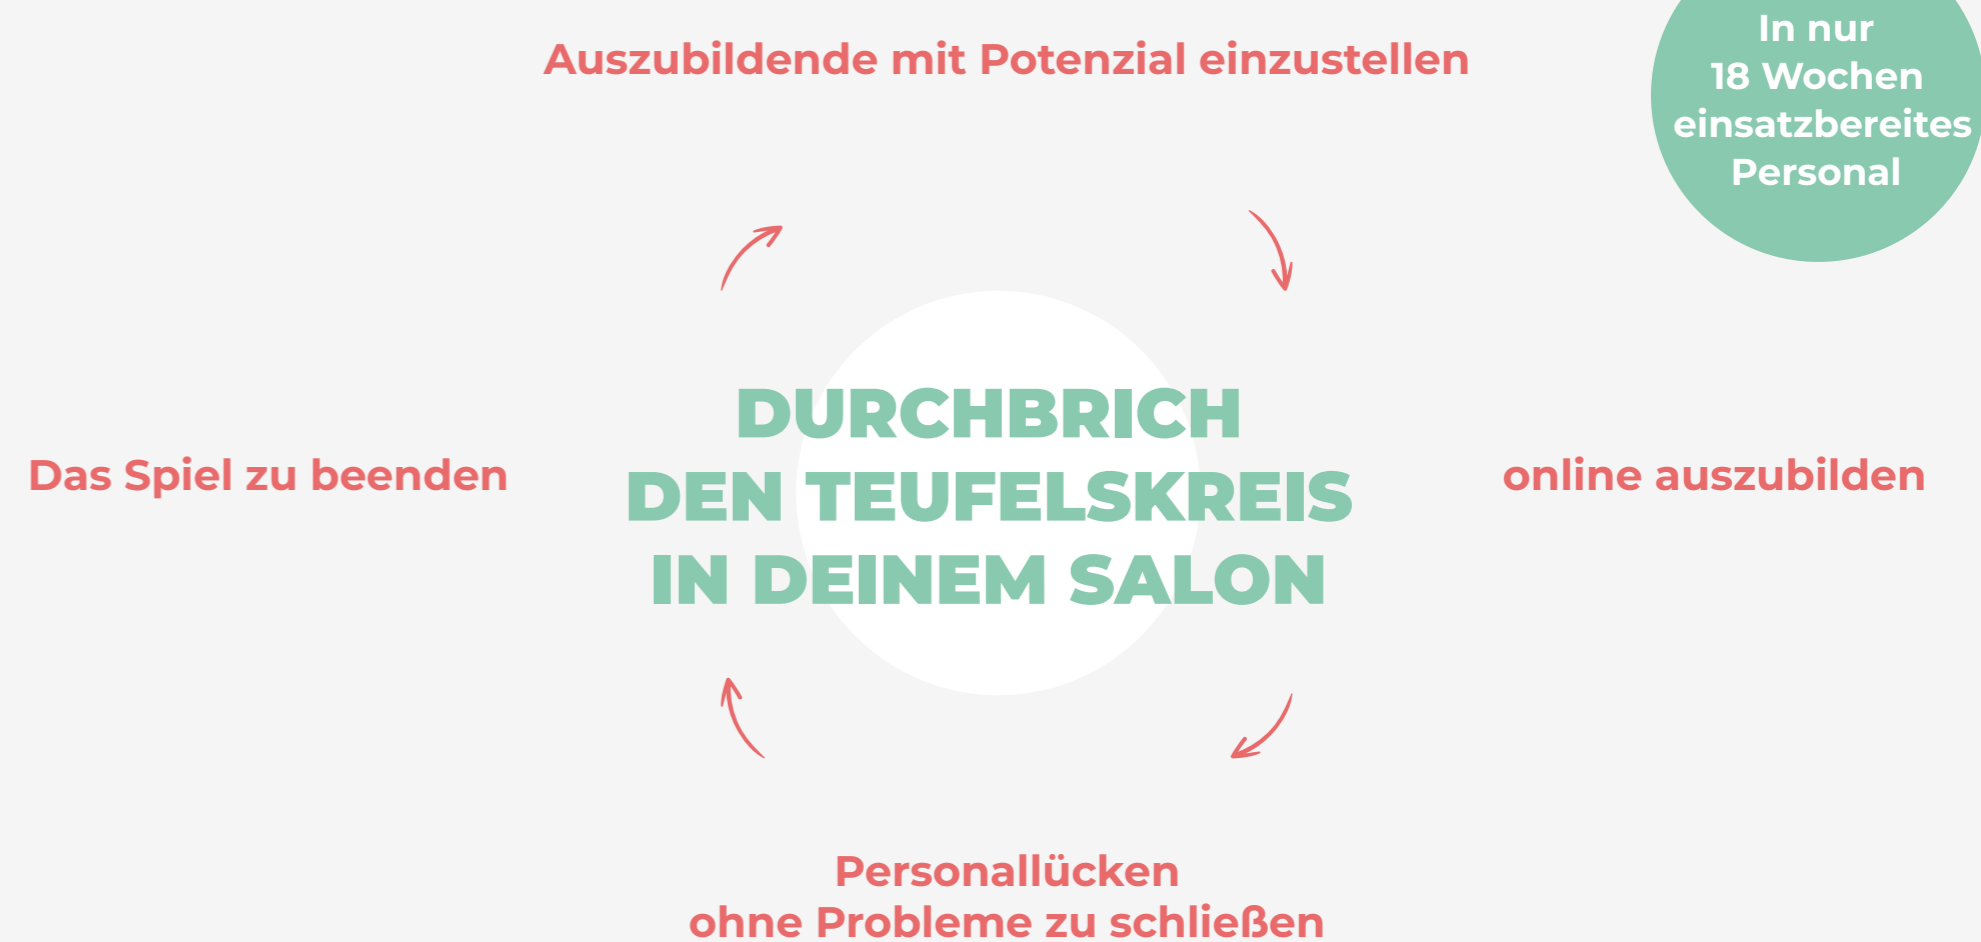 Auszubildende mit Potenzial einzustellen
In nur
18 Wochen
einsatzbereites
Personal
DURCHBRICH
DEN TEUFELSKREIS
IN DEINEM SALON
Das Spiel zu beenden
online auszubilden
Personallücken
ohne Probleme zu schließen